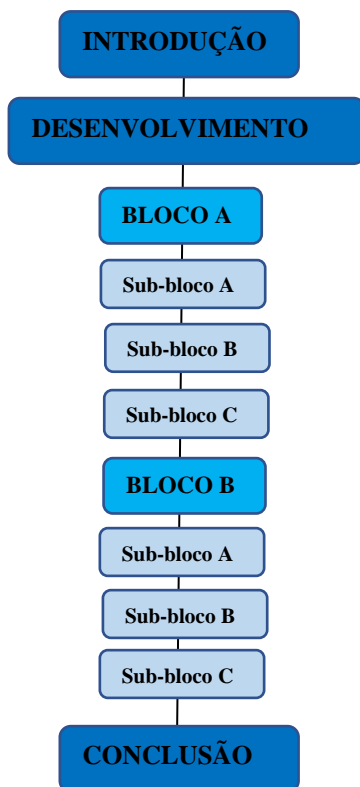 INTRODUÇÃO
DESENVOLVIMENTO
BLOCO A
Sub-bloco A
Sub-bloco B
Sub-bloco C
BLOCO B
Sub-bloco A
Sub-bloco B
Sub-bloco C
CONCLUSÃO